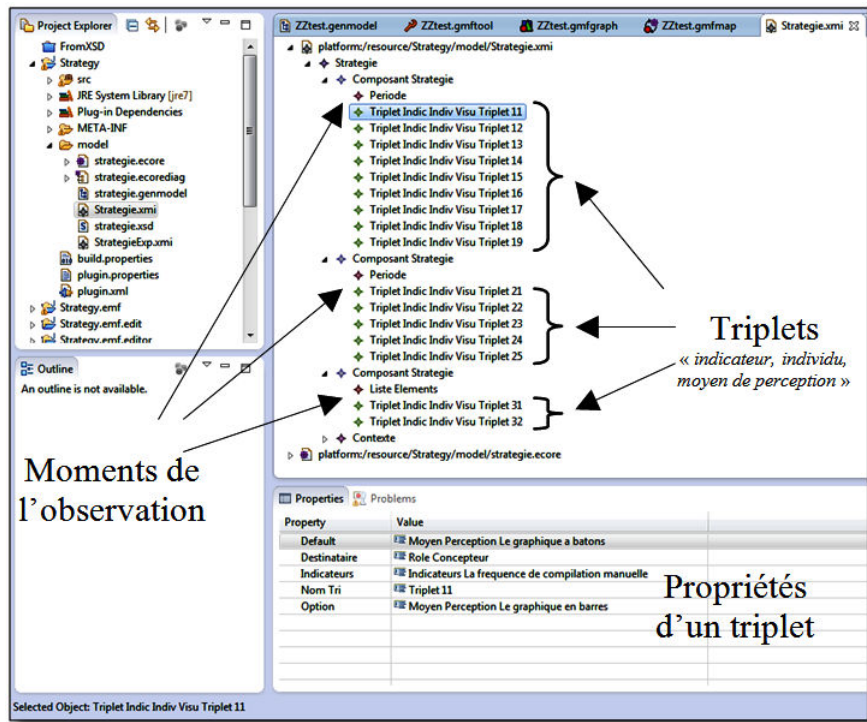 Project Explorer
FromXSD
Strategy
src
JRE System Library [jre7]
Plug-in Dependencies
META-INF
model
strategie.ecore
strategie.ecorediag
strategie.genmodel
Strategie.xmi
strategie.xsd
StrategieExp.xmi
build.properties
plugin.properties
plugin.xml
Strategy.emf
Strategy.emf.edit
Strategy.emf.editor
Outline
An outline is not available.
Moments de
l'observation
ZZtest.genmodel ZZtest.gmftool ZZtest.gmfgraph ZZtest.gmfmap Strategie.xmi
platform:/resource/Strategy/model/Strategie.xmi
Strategie
Composant Strategie
Periode
Triplet Indic Indiv Visu Triplet 11
Triplet Indic Indiv Visu Triplet 12
Triplet Indic Indiv Visu Triplet 13
Triplet Indic Indiv Visu Triplet 14
Triplet Indic Indiv Visu Triplet 15
Triplet Indic Indiv Visu Triplet 16
Triplet Indic Indiv Visu Triplet 17
Triplet Indic Indiv Visu Triplet 18
Triplet Indic Indiv Visu Triplet 19
Composant Strategie
Periode
Triplet Indic Indiv Visu Triplet 21
Triplet Indic Indiv Visu Triplet 22
Triplet Indic Indiv Visu Triplet 23
Triplet Indic Indiv Visu Triplet 24
Triplet Indic Indiv Visu Triplet 25
Composant Strategie
Liste Elements
Triplet Indic Indiv Visu Triplet 31
Triplet Indic Indiv Visu Triplet 32
Contexte
platform:/resource/Strategy/model/strategie.ecore
Triplets
« indicateur, individu,
moyen de perception »
Properties Problems
Property Value
Default Moyen Perception Le graphique a batons
Destinataire Role Concepteur
Indicateurs Indicateurs La frequence de compilation manuelle
Nom Tri Triplet 11
Option Moyen Perception Le graphique en barres
Propriétés
d'un triplet
Selected Object: Triplet Indic Indiv Visu Triplet 11